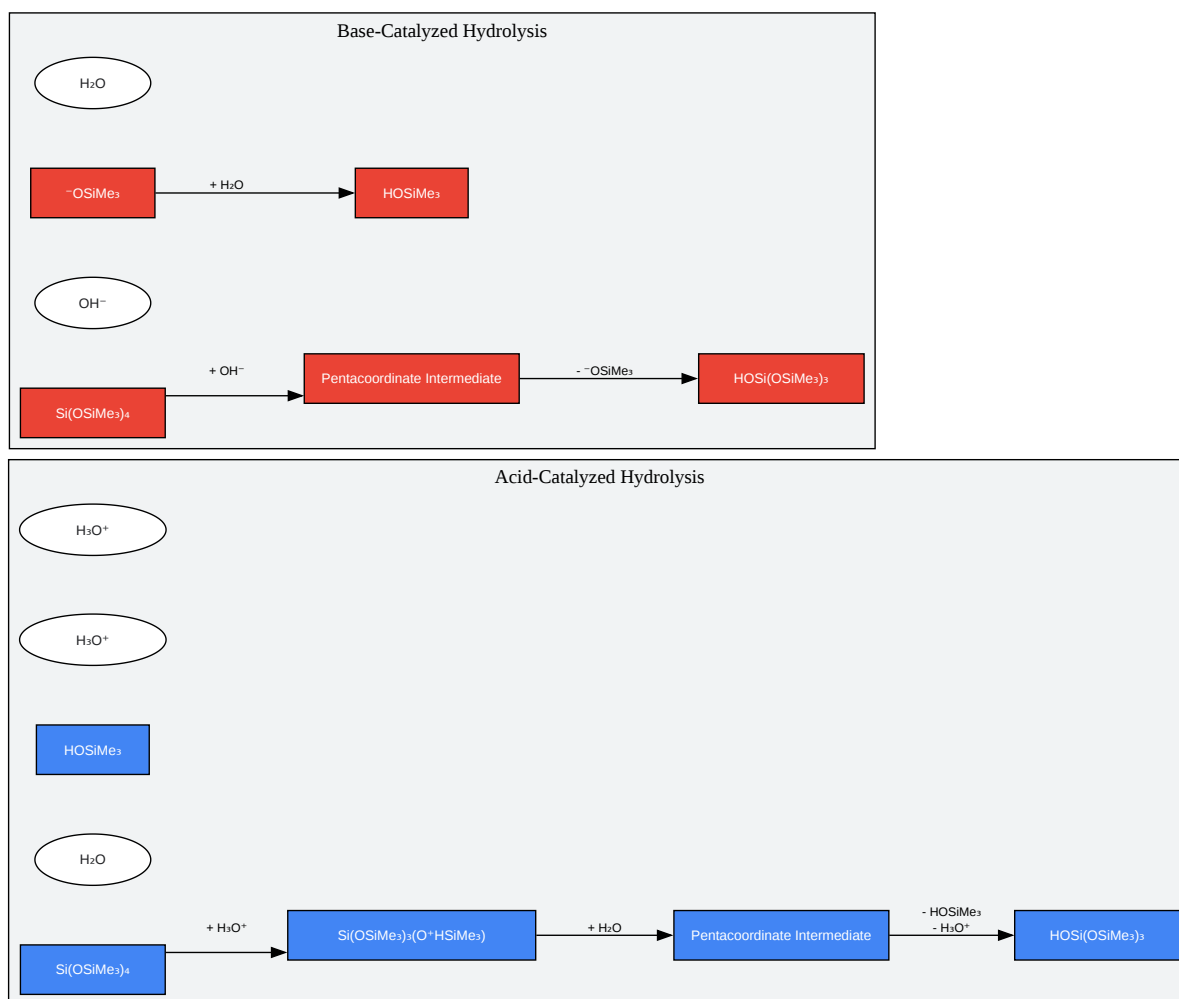 Base-Catalyzed Hydrolysis
H₂O
⁻OSiMe₃
+ H₂O
HOSiMe₃
OH⁻
Si(OSiMe₃)₄
+ OH⁻
Pentacoordinate Intermediate
- ⁻OSiMe₃
HOSi(OSiMe₃)₃
Acid-Catalyzed Hydrolysis
H₃O⁺
H₃O⁺
HOSiMe₃
H₂O
Si(OSiMe₃)₄
+ H₃O⁺
Si(OSiMe₃)₃(O⁺HSiMe₃)
+ H₂O
Pentacoordinate Intermediate
- HOSiMe₃
- H₃O⁺
HOSi(OSiMe₃)₃